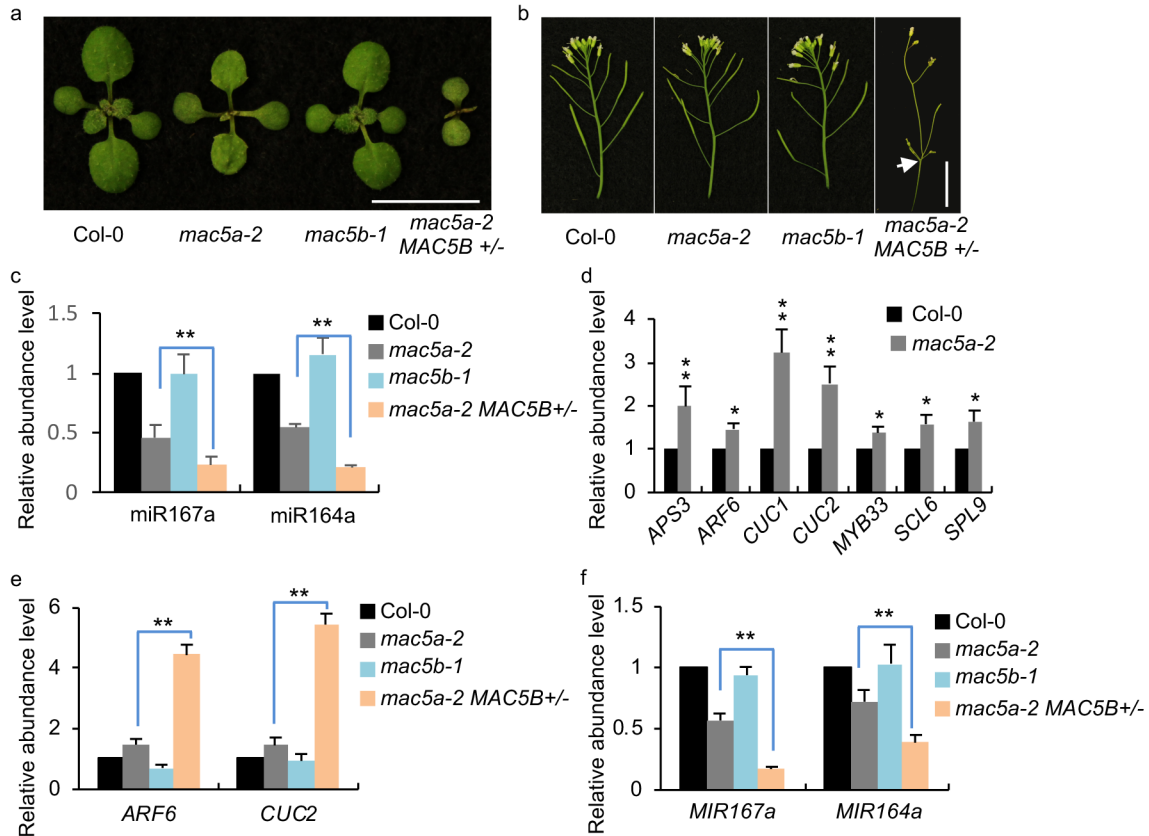 a
Col-0 mac5a-2 mac5b-1 mac5a-2
MAC5B +/-
b
Col-0 mac5a-2 mac5b-1 mac5a-2
MAC5B +/-
c
Relative abundance level
1.5
1
0.5
0
**
**
miR167a miR164a
Col-0
mac5a-2
mac5b-1
mac5a-2 MAC5B+/-
d
Relative abundance level
4
3
2
1
0
**
*
**
**
*
*
*
APS3 ARF6 CUC1 CUC2 MYB33 SCL6 SPL9
Col-0
mac5a-2
e
Relative abundance level
6
4
2
0
**
**
ARF6 CUC2
Col-0
mac5a-2
mac5b-1
mac5a-2 MAC5B+/-
f
Relative abundance level
1.5
1
0.5
0
**
**
MIR167a MIR164a
Col-0
mac5a-2
mac5b-1
mac5a-2 MAC5B+/-